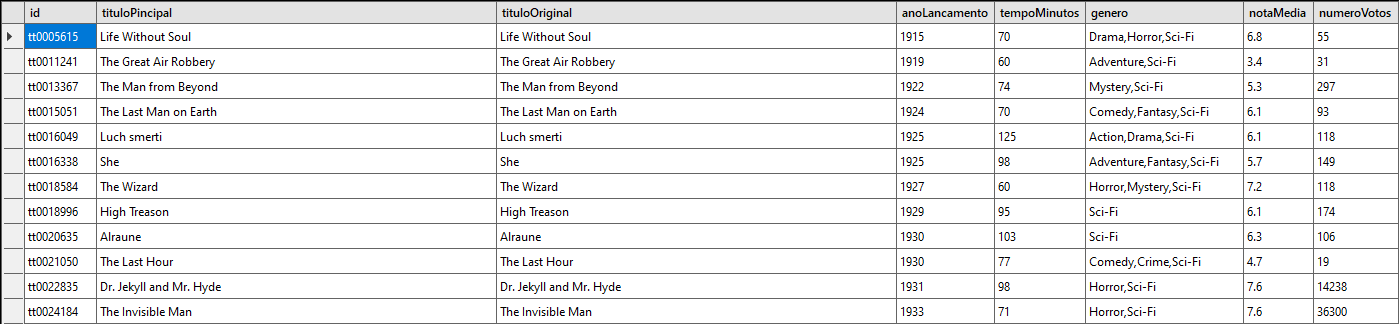 id tituloPincipal tituloOriginal anoLancamento tempoMinutos genero notaMedia numeroVotos
tt0005615 Life Without Soul Life Without Soul 1915 70 Drama,Horror,Sci-Fi 6.8 55
tt0011241 The Great Air Robbery The Great Air Robbery 1919 60 Adventure,Sci-Fi 3.4 31
tt0013367 The Man from Beyond The Man from Beyond 1922 74 Mystery,Sci-Fi 5.3 297
tt0015051 The Last Man on Earth The Last Man on Earth 1924 70 Comedy,Fantasy,Sci-Fi 6.1 93
tt0016049 Luch smerti Luch smerti 1925 125 Action,Drama,Sci-Fi 6.1 118
tt0016338 She She 1925 98 Adventure,Fantasy,Sci-Fi 5.7 149
tt0018584 The Wizard The Wizard 1927 60 Horror,Mystery,Sci-Fi 7.2 118
tt0018996 High Treason High Treason 1929 95 Sci-Fi 6.1 174
tt0020635 Alraune Alraune 1930 103 Sci-Fi 6.3 106
tt0021050 The Last Hour The Last Hour 1930 77 Comedy,Crime,Sci-Fi 4.7 19
tt0022835 Dr. Jekyll and Mr. Hyde Dr. Jekyll and Mr. Hyde 1931 98 Horror,Sci-Fi 7.6 14238
tt0024184 The Invisible Man The Invisible Man 1933 71 Horror,Sci-Fi 7.6 36300